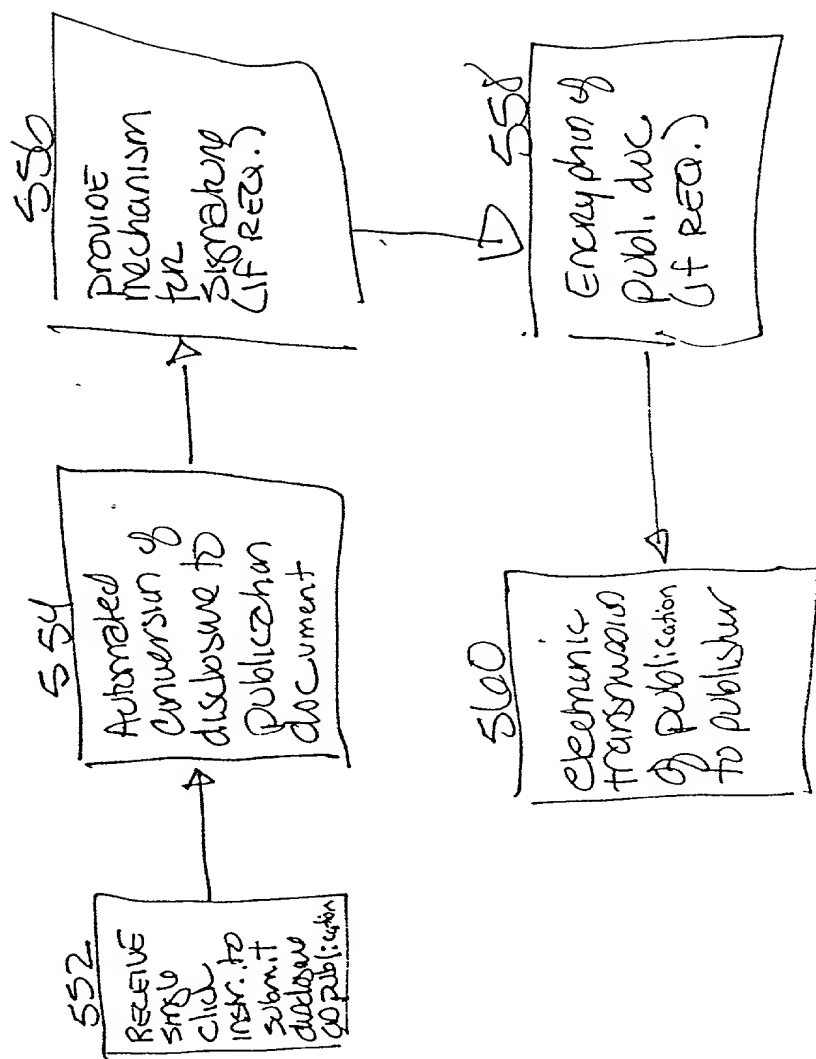 552
RECEIVE
single
click
instr. to
submit
disclosure
as publication
554
Automated
conversion of
disclosure to
publication
document
556
PROVIDE
mechanism
for
Signature
(IF REQ.)
558
Encryption of
publ. doc
(if REQ.)
560
electronic
transmission
of publication
to publisher